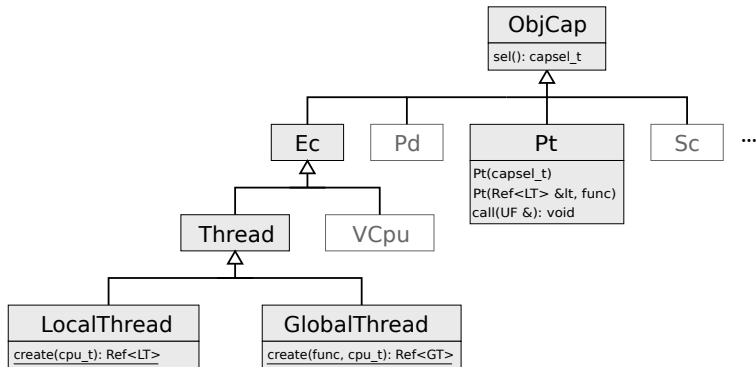 ObjCap
sel(): capsel_t
Ec
Pd
Pt
Sc
...
Pt(capsel_t)
Pt(Ref<LT> &lt, func)
call(UF &): void
Thread
VCpu
LocalThread
create(cpu_t): Ref<LT>
GlobalThread
create(func, cpu_t): Ref<GT>